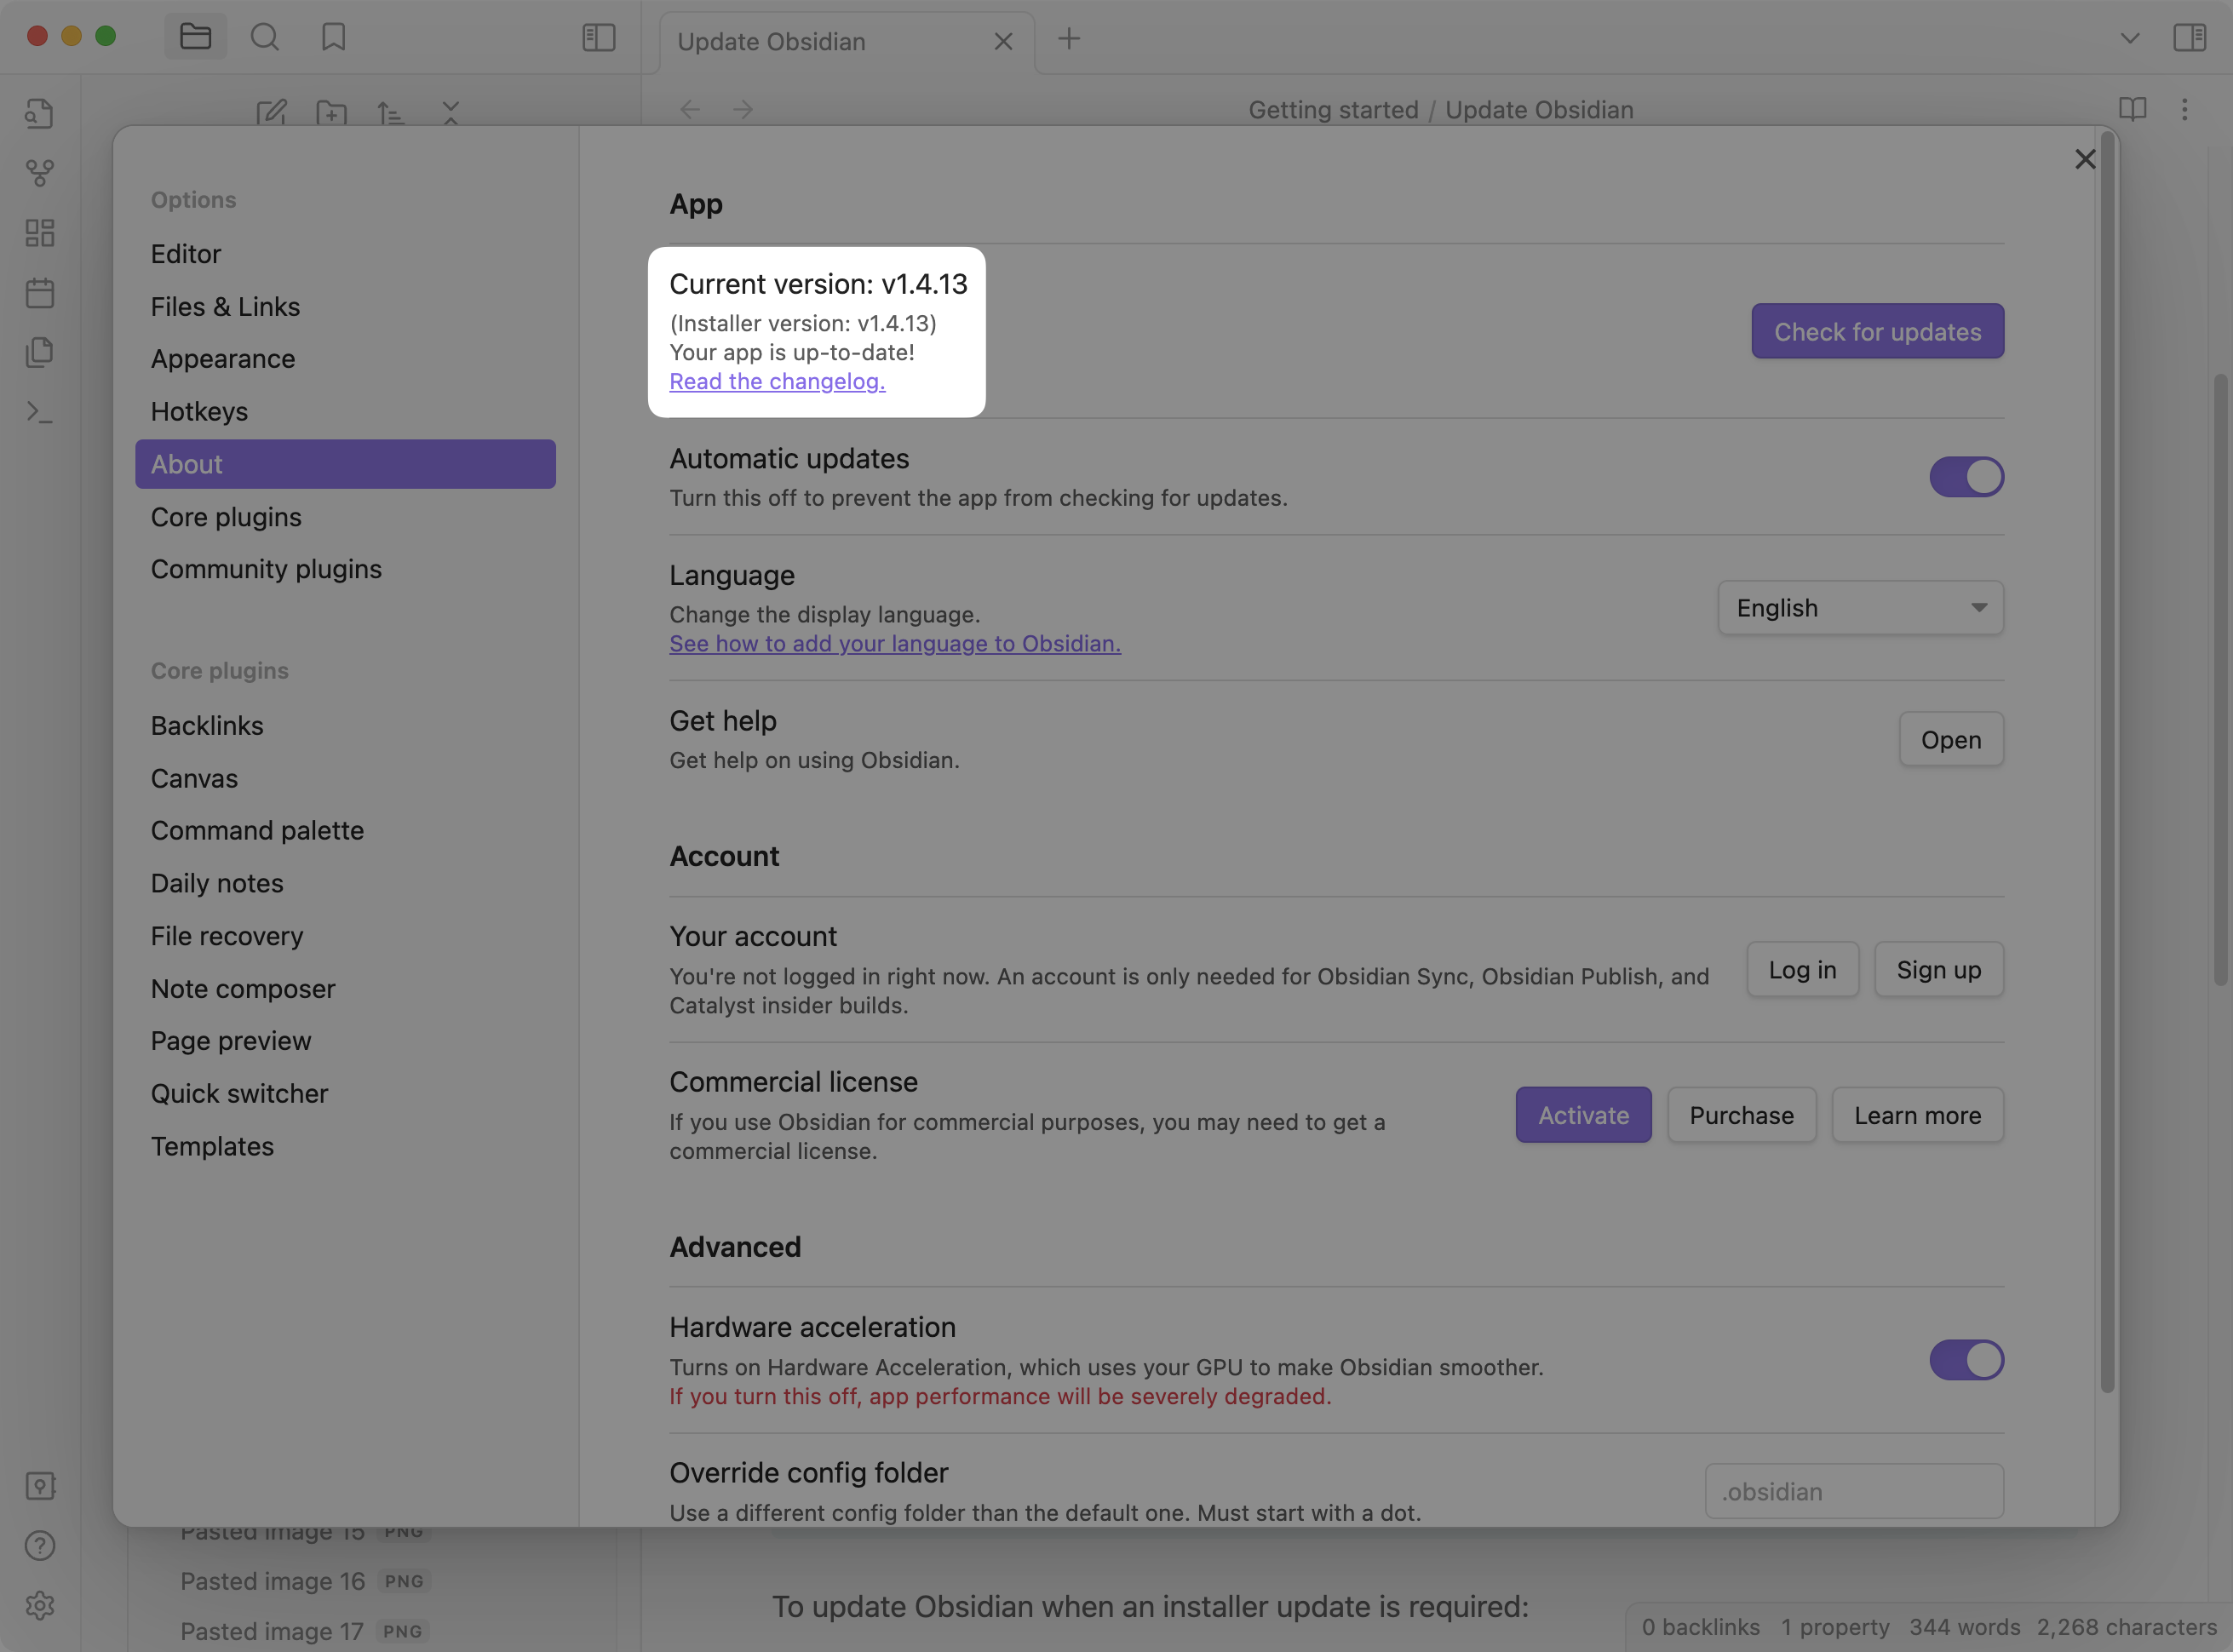 Update Obsidian
Getting started / Update Obsidian
Options
Editor
Files & Links
Appearance
Hotkeys
About
Core plugins
Community plugins
Core plugins
Backlinks
Canvas
Command palette
Daily notes
File recovery
Note composer
Page preview
Quick switcher
Templates
App
Current version: v1.4.13
(Installer version: v1.4.13)
Your app is up-to-date!
Read the changelog.
Check for updates
Automatic updates
Turn this off to prevent the app from checking for updates.
Language
Change the display language.
See how to add your language to Obsidian.
English
Get help
Get help on using Obsidian.
Open
Account
Your account
You're not logged in right now. An account is only needed for Obsidian Sync, Obsidian Publish, and
Catalyst insider builds.
Log in
Sign up
Commercial license
If you use Obsidian for commercial purposes, you may need to get a
commercial license.
Activate
Purchase
Learn more
Advanced
Hardware acceleration
Turns on Hardware Acceleration, which uses your GPU to make Obsidian smoother.
If you turn this off, app performance will be severely degraded.
Override config folder
Use a different config folder than the default one. Must start with a dot.
.obsidian
Pasted image 15 PNG
Pasted image 16 PNG
Pasted image 17 PNG
To update Obsidian when an installer update is required:
0 backlinks 1 property 344 words 2,268 characters